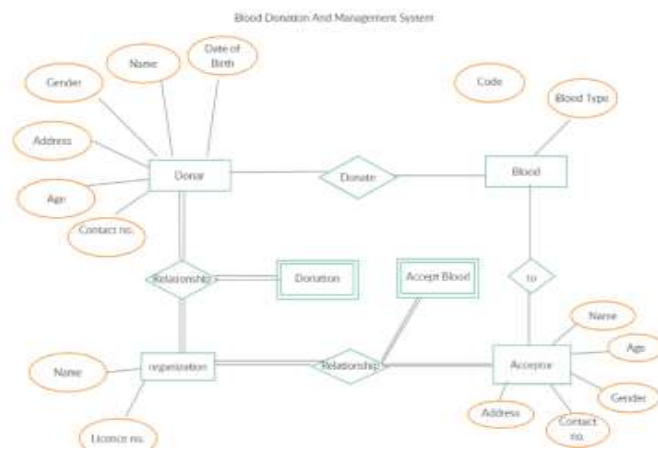 Blood Donation And Management System
Date of
Birth
Name
Gender
Code
Blood Type
Address
Donar
Donate
Blood
Age
Contact no.
Relationship
Donation
Accept Blood
to
Name
organization
Relationship
Acceptor
Age
Name
Gender
Address
Contact
no.
Licence no.